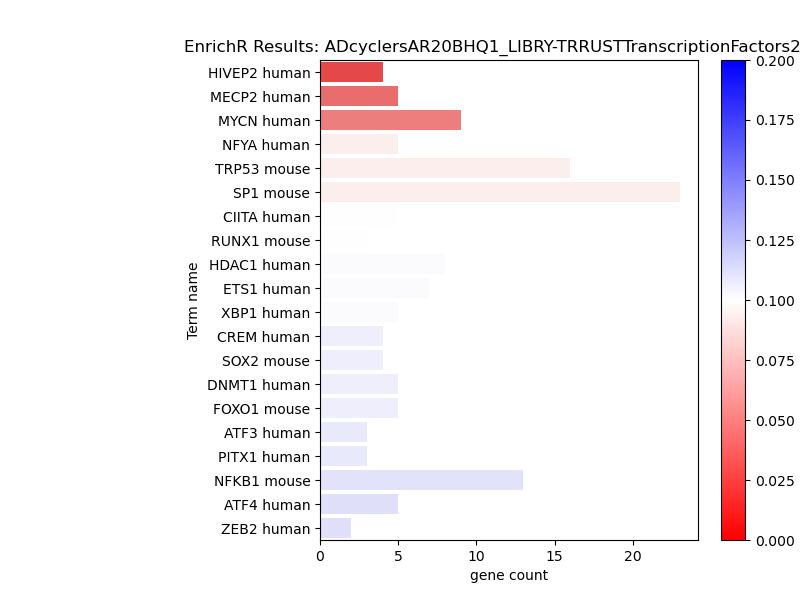 EnrichR Results: ADcyclersAR20BHQ1_LIBRY-TRRUSTTranscriptionFactors2
HIVEP2 human
MECP2 human
MYCN human
NFYA human
TRP53 mouse
SP1 mouse
CIITA human
RUNX1 mouse
HDAC1 human
ETS1 human
XBP1 human
CREM human
SOX2 mouse
DNMT1 human
FOXO1 mouse
ATF3 human
PITX1 human
NFKB1 mouse
ATF4 human
ZEB2 human
Term name
0 5 10 15 20
gene count
0.200
0.175
0.150
0.125
0.100
0.075
0.050
0.025
0.000